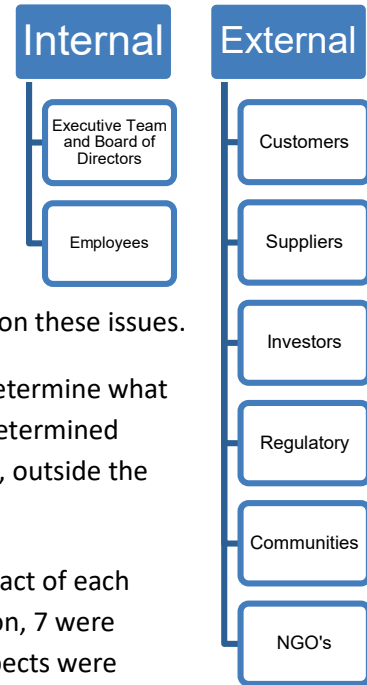 Internal
Executive Team
and Board of
Directors
Employees
External
Customers
Suppliers
Investors
Regulatory
Communities
NGO's
on these issues.
etermine what
etermined
, outside the
act of each
on, 7 were
pects were